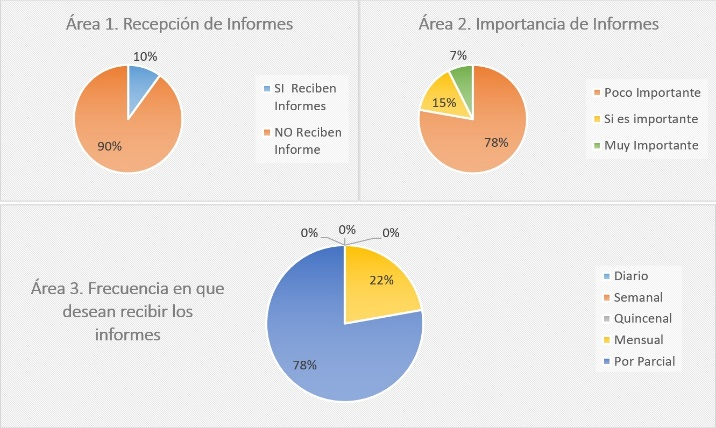 Área 1. Recepción de Informes
10%
90%
SI  Reciben
Informes
NO Reciben
Informe
Área 2. Importancia de Informes
7%
15%
78%
Poco Importante
Si es importante
Muy Importante
Área 3. Frecuencia en que
desean recibir los
informes
0%
0%
0%
22%
78%
Diario
Semanal
Quincenal
Mensual
Por Parcial